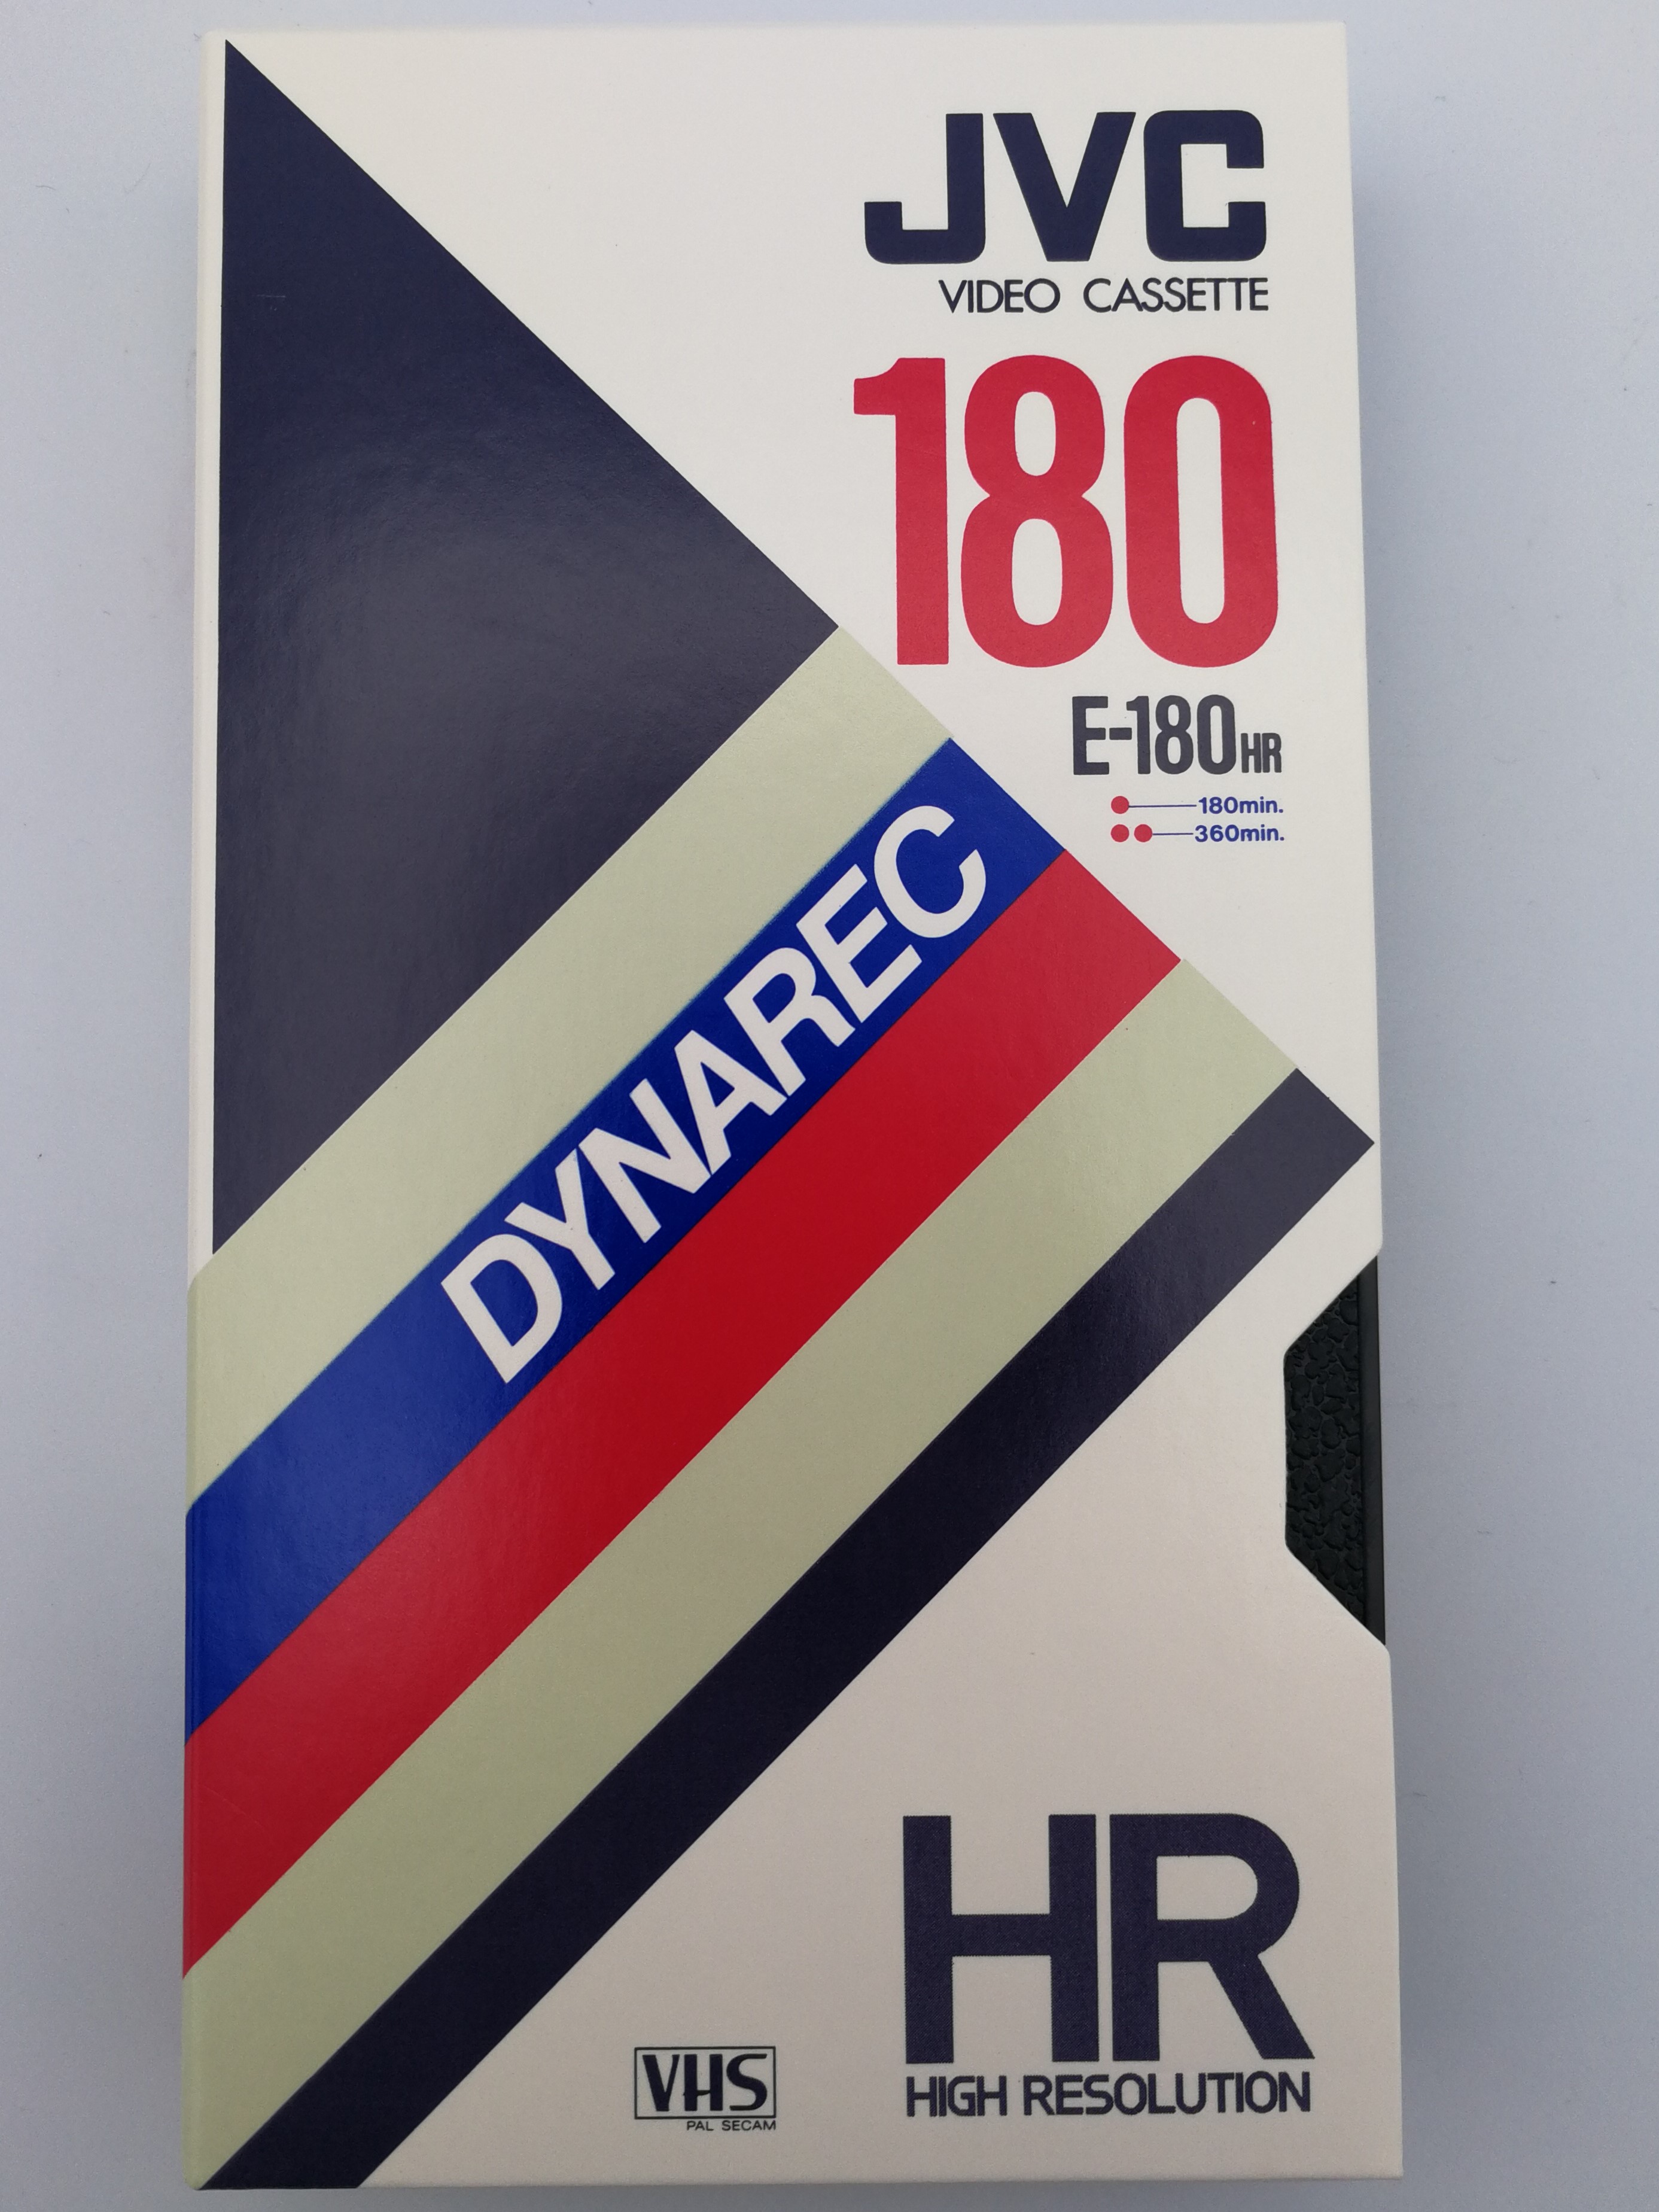 JVC
VIDEO CASSETTE
180
E-180HR
180min.
360min.
DYNAREC
HR
HIGH RESOLUTION
VHS
PAL SECAM